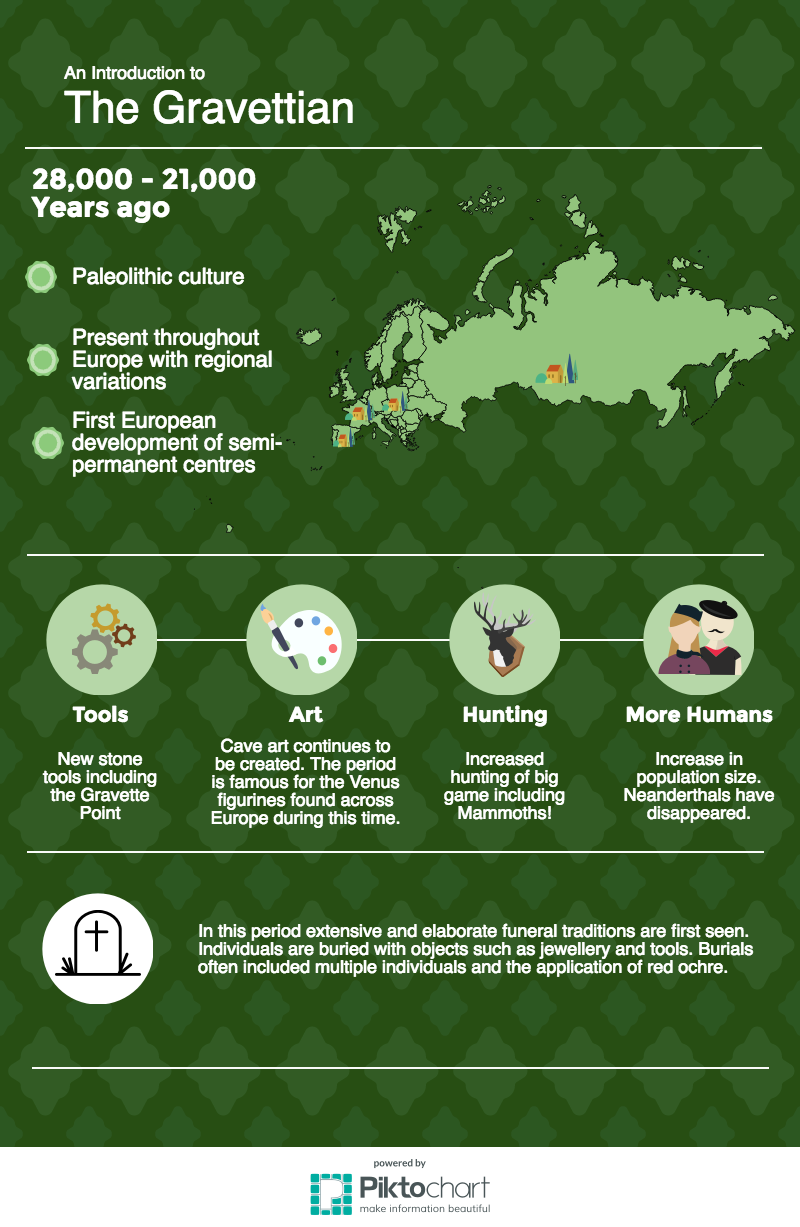 An Introduction to
The Gravettian
28,000 - 21,000
Years ago
Paleolithic culture
Present throughout
Europe with regional
variations
First European
development of semi-
permanent centres
Tools
New stone
tools including
the Gravette
Point
Art
Cave art continues to
be created. The period
is famous for the Venus
figurines found across
Europe during this time.
Hunting
Increased
hunting of big
game including
Mammoths!
More Humans
Increase in
population size.
Neanderthals have
disappeared.
In this period extensive and elaborate funeral traditions are first seen.
Individuals are buried with objects such as jewellery and tools. Burials
often included multiple individuals and the application of red ochre.
powered by
Piktochart
make information beautiful